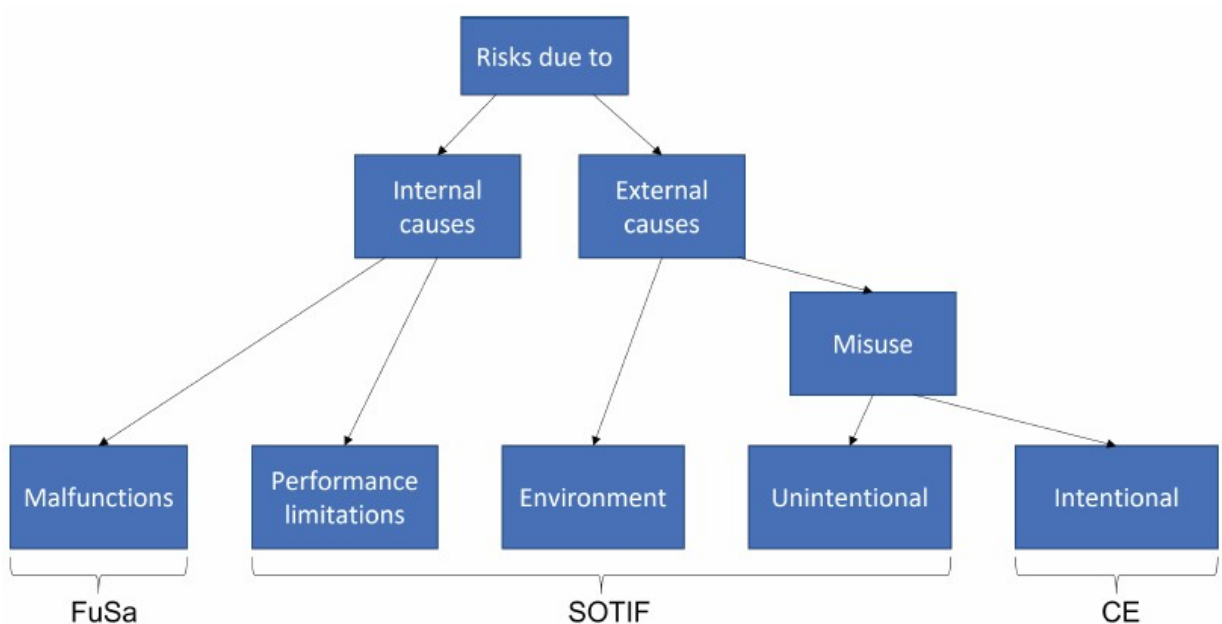 Risks due to
Internal
causes
External
causes
Misuse
Malfunctions
Performance
limitations
Environment
Unintentional
Intentional
FuSa
SOTIF
CE